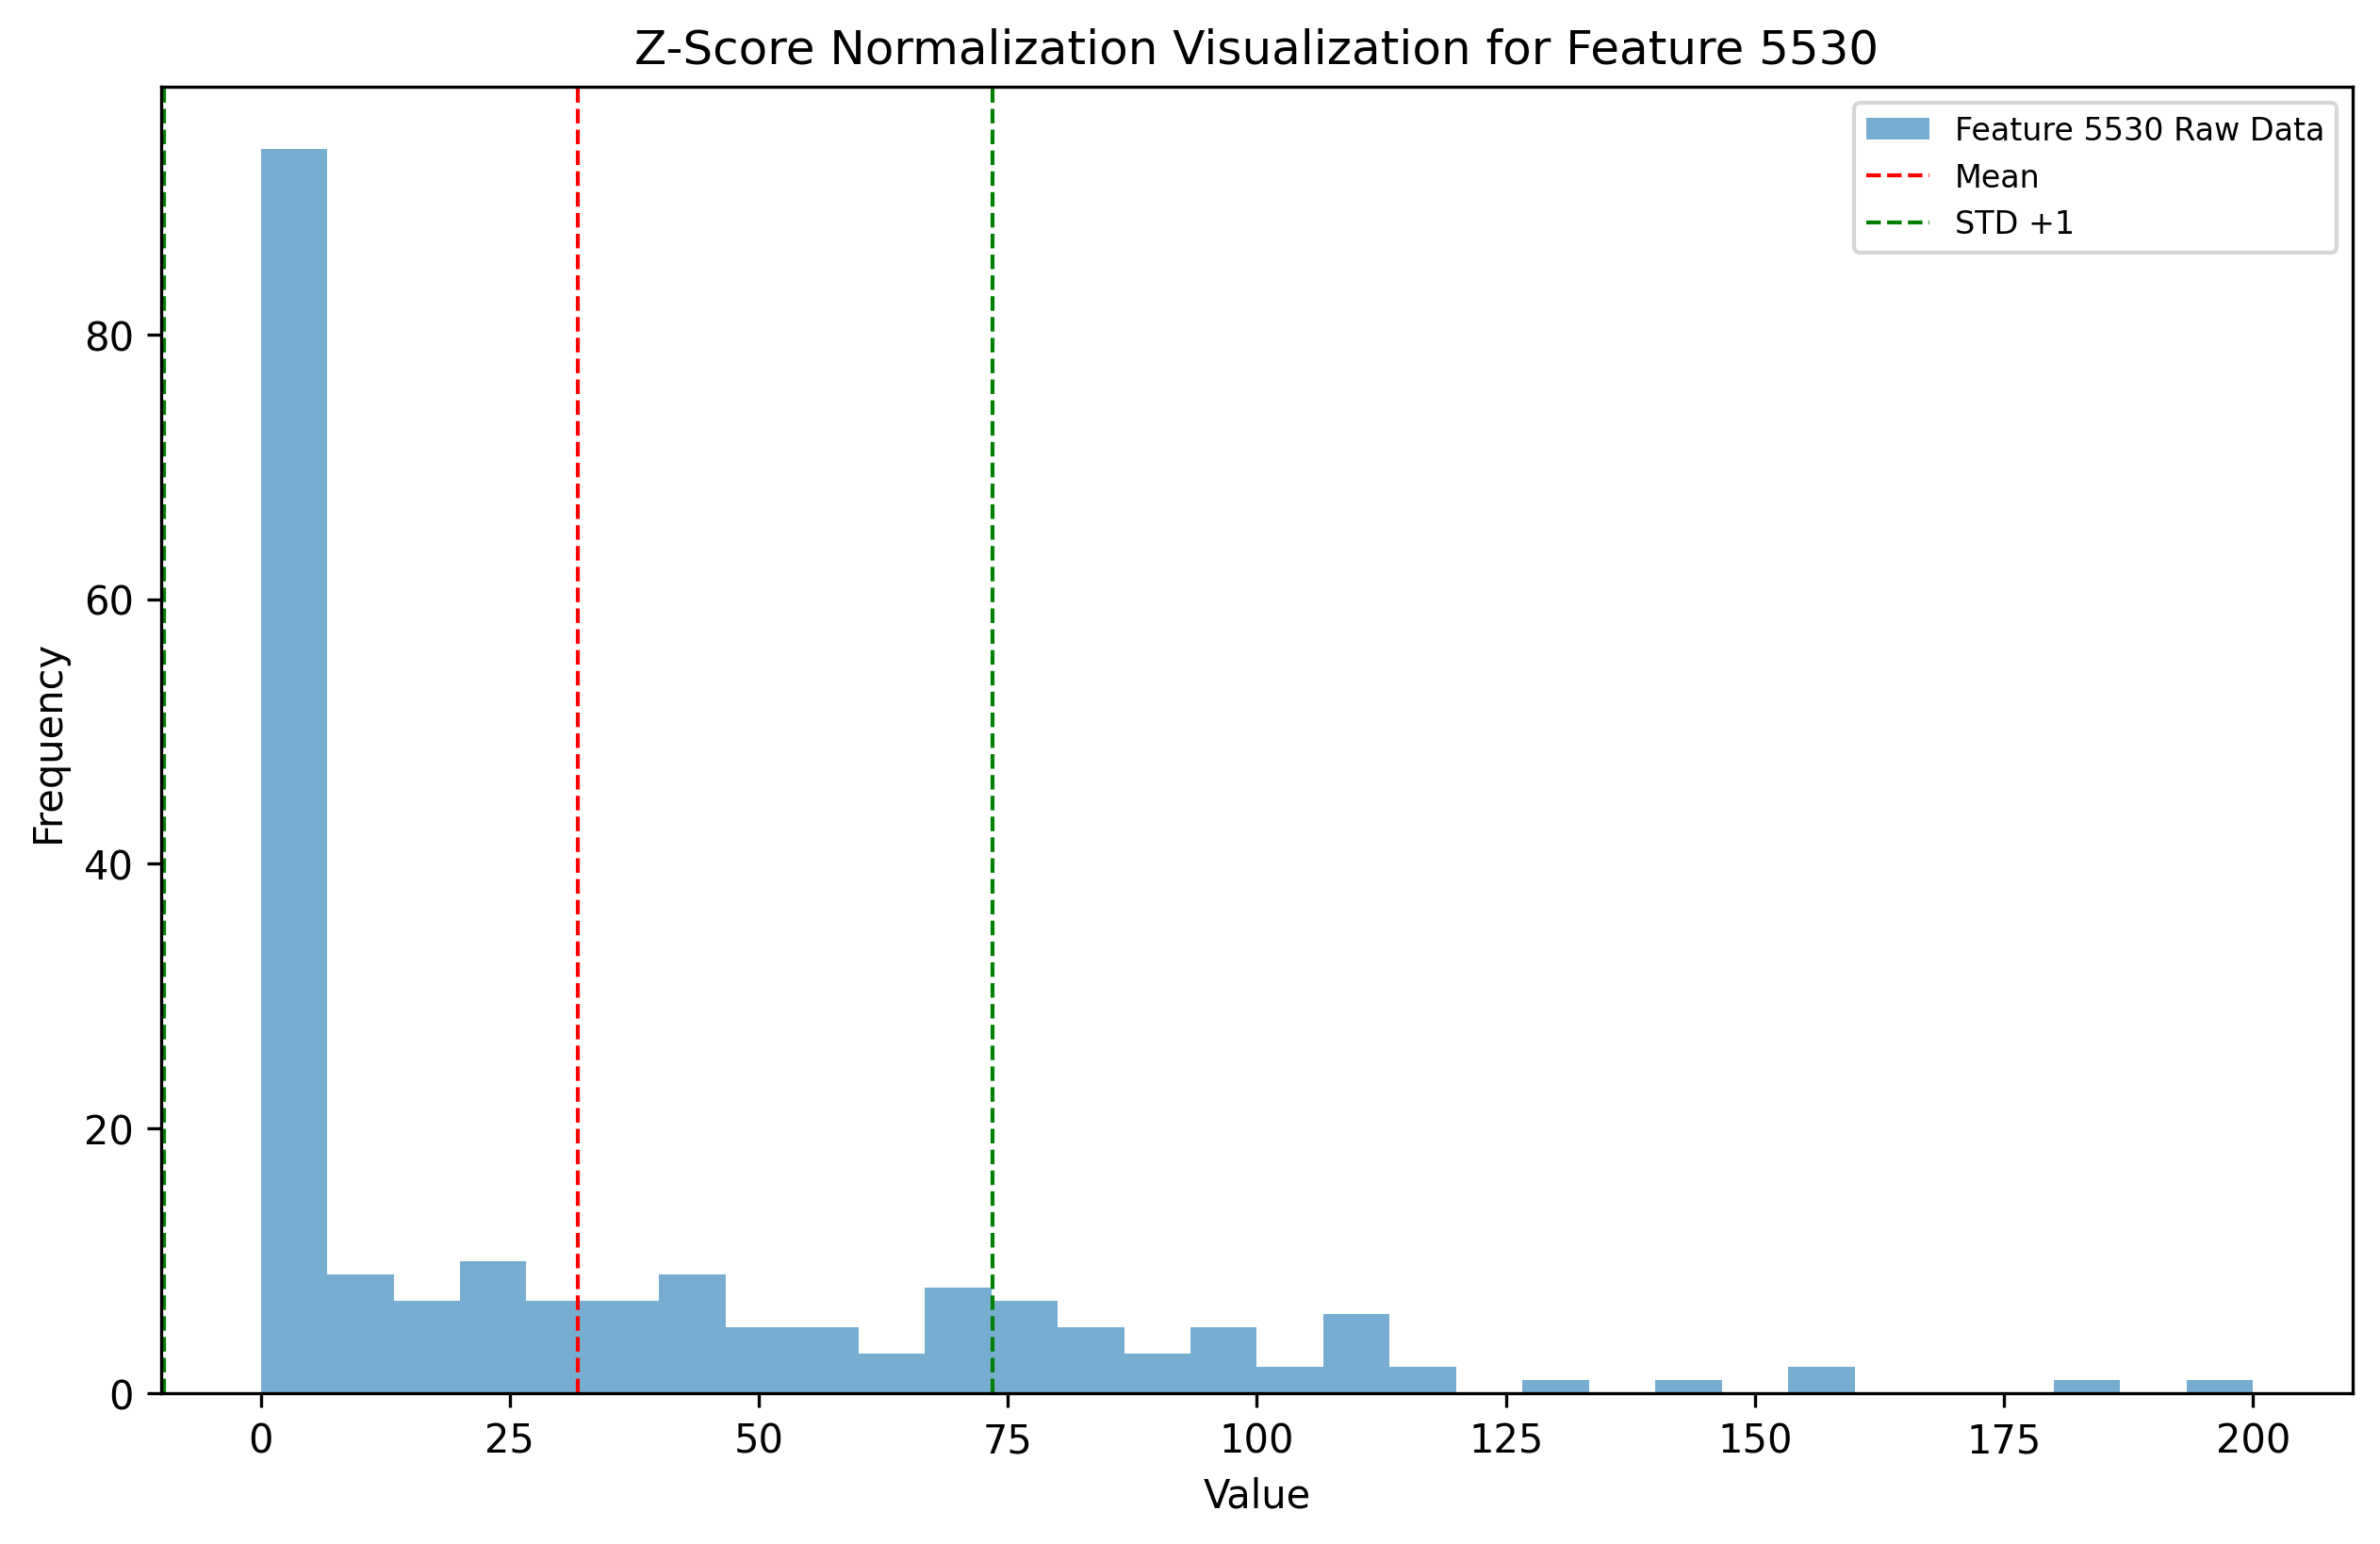 Z-Score Normalization Visualization for Feature 5530
Feature 5530 Raw Data
Mean
STD +1
Frequency
80
60
40
20
0
0 25 50 75 100 125 150 175 200
Value